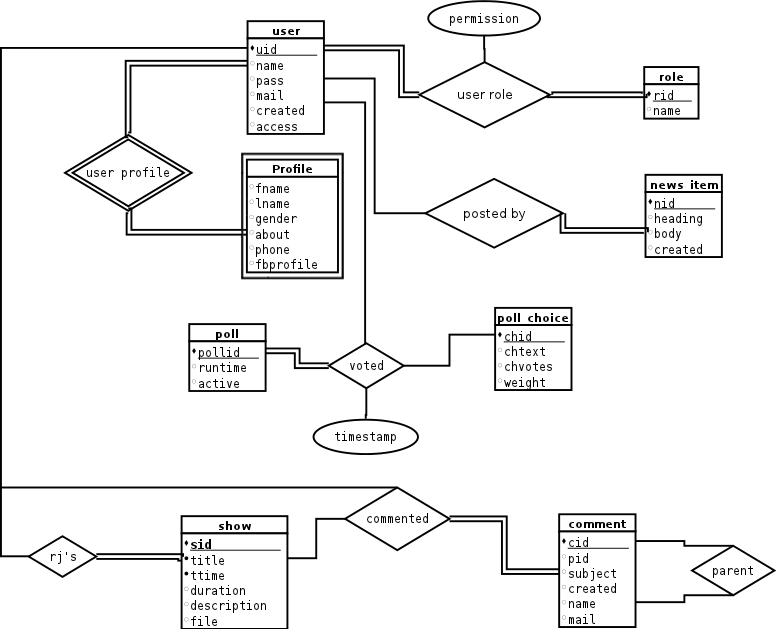 permission
user
uid
name
pass
mail
created
access
user role
role
rid
name
user profile
Profile
fname
lname
gender
about
phone
fbprofile
posted by
news item
nid
heading
body
created
poll
pollid
runtime
active
voted
poll choice
chid
chtext
chvotes
weight
timestamp
commented
show
sid
title
ttime
duration
description
file
rj's
comment
cid
pid
subject
created
name
mail
parent